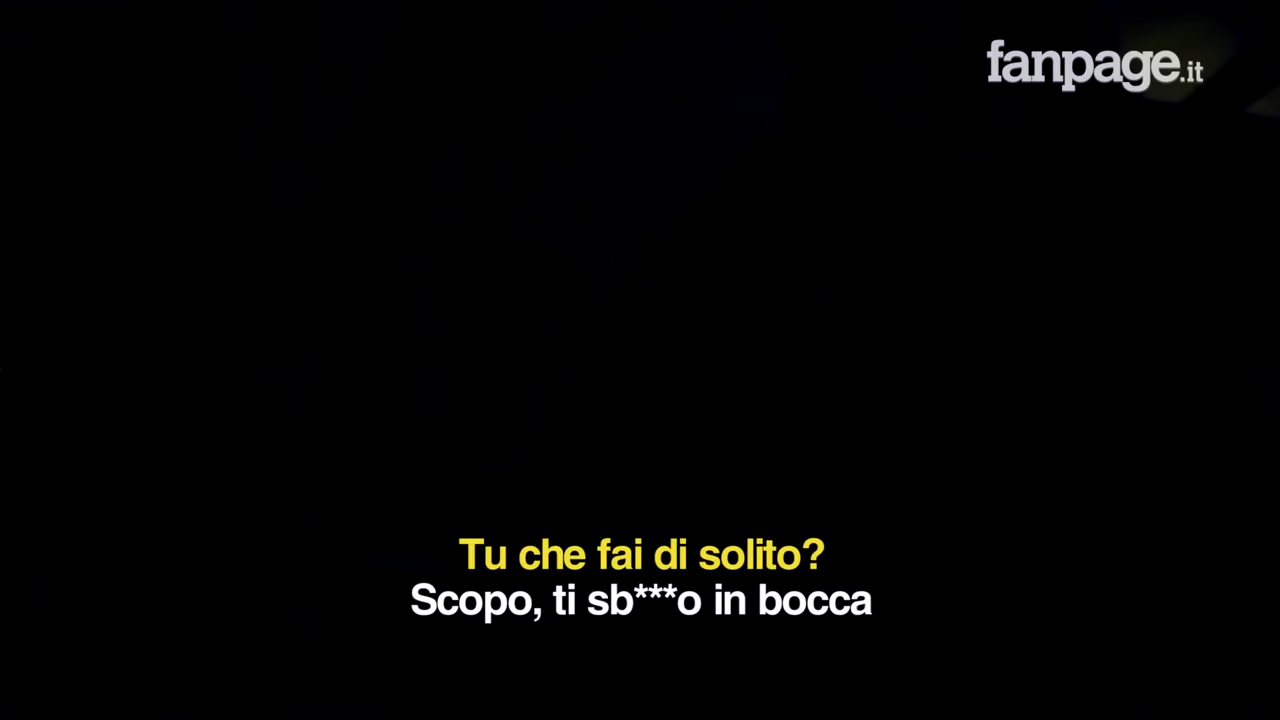 fanpage.it
Tu che fai di solito?
Scopo, ti sb***o in bocca